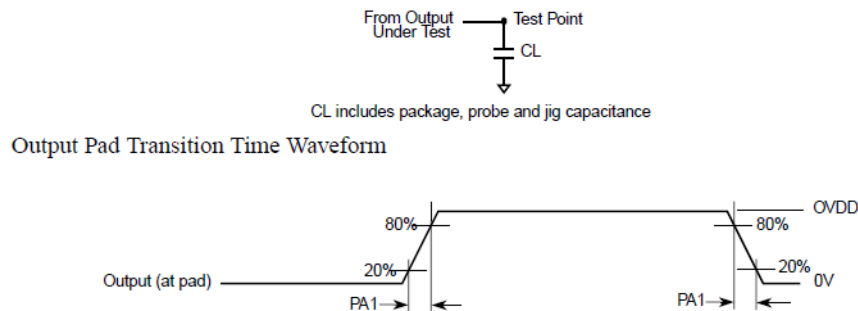 From Output
Under Test
Test Point
CL
CL includes package, probe and jig capacitance
Output Pad Transition Time Waveform
OVDD
80%
80%
20%
20%
0V
Output (at pad)
PA1
PA1